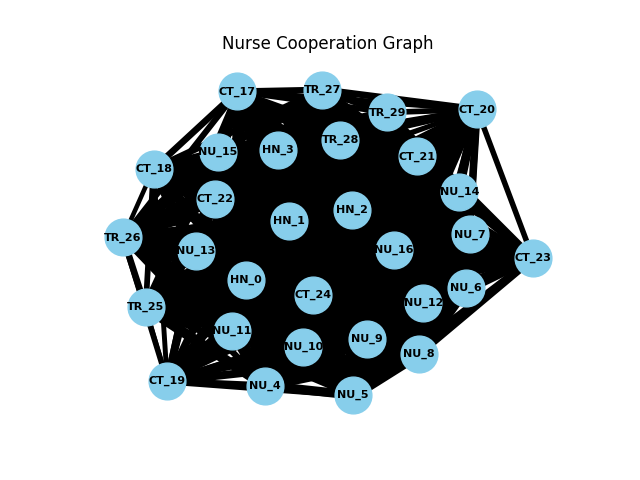 Nurse Cooperation Graph
CT_17
TR_27
TR_29
CT_20
NU_15
HN_3
TR_28
CT_21
CT_18
CT_22
NU_14
HN_1
HN_2
TR_26
NU_13
NU_16
NU_7
CT_23
HN_0
CT_24
NU_6
TR_25
NU_12
NU_11
NU_10
NU_9
NU_8
CT_19
NU_4
NU_5